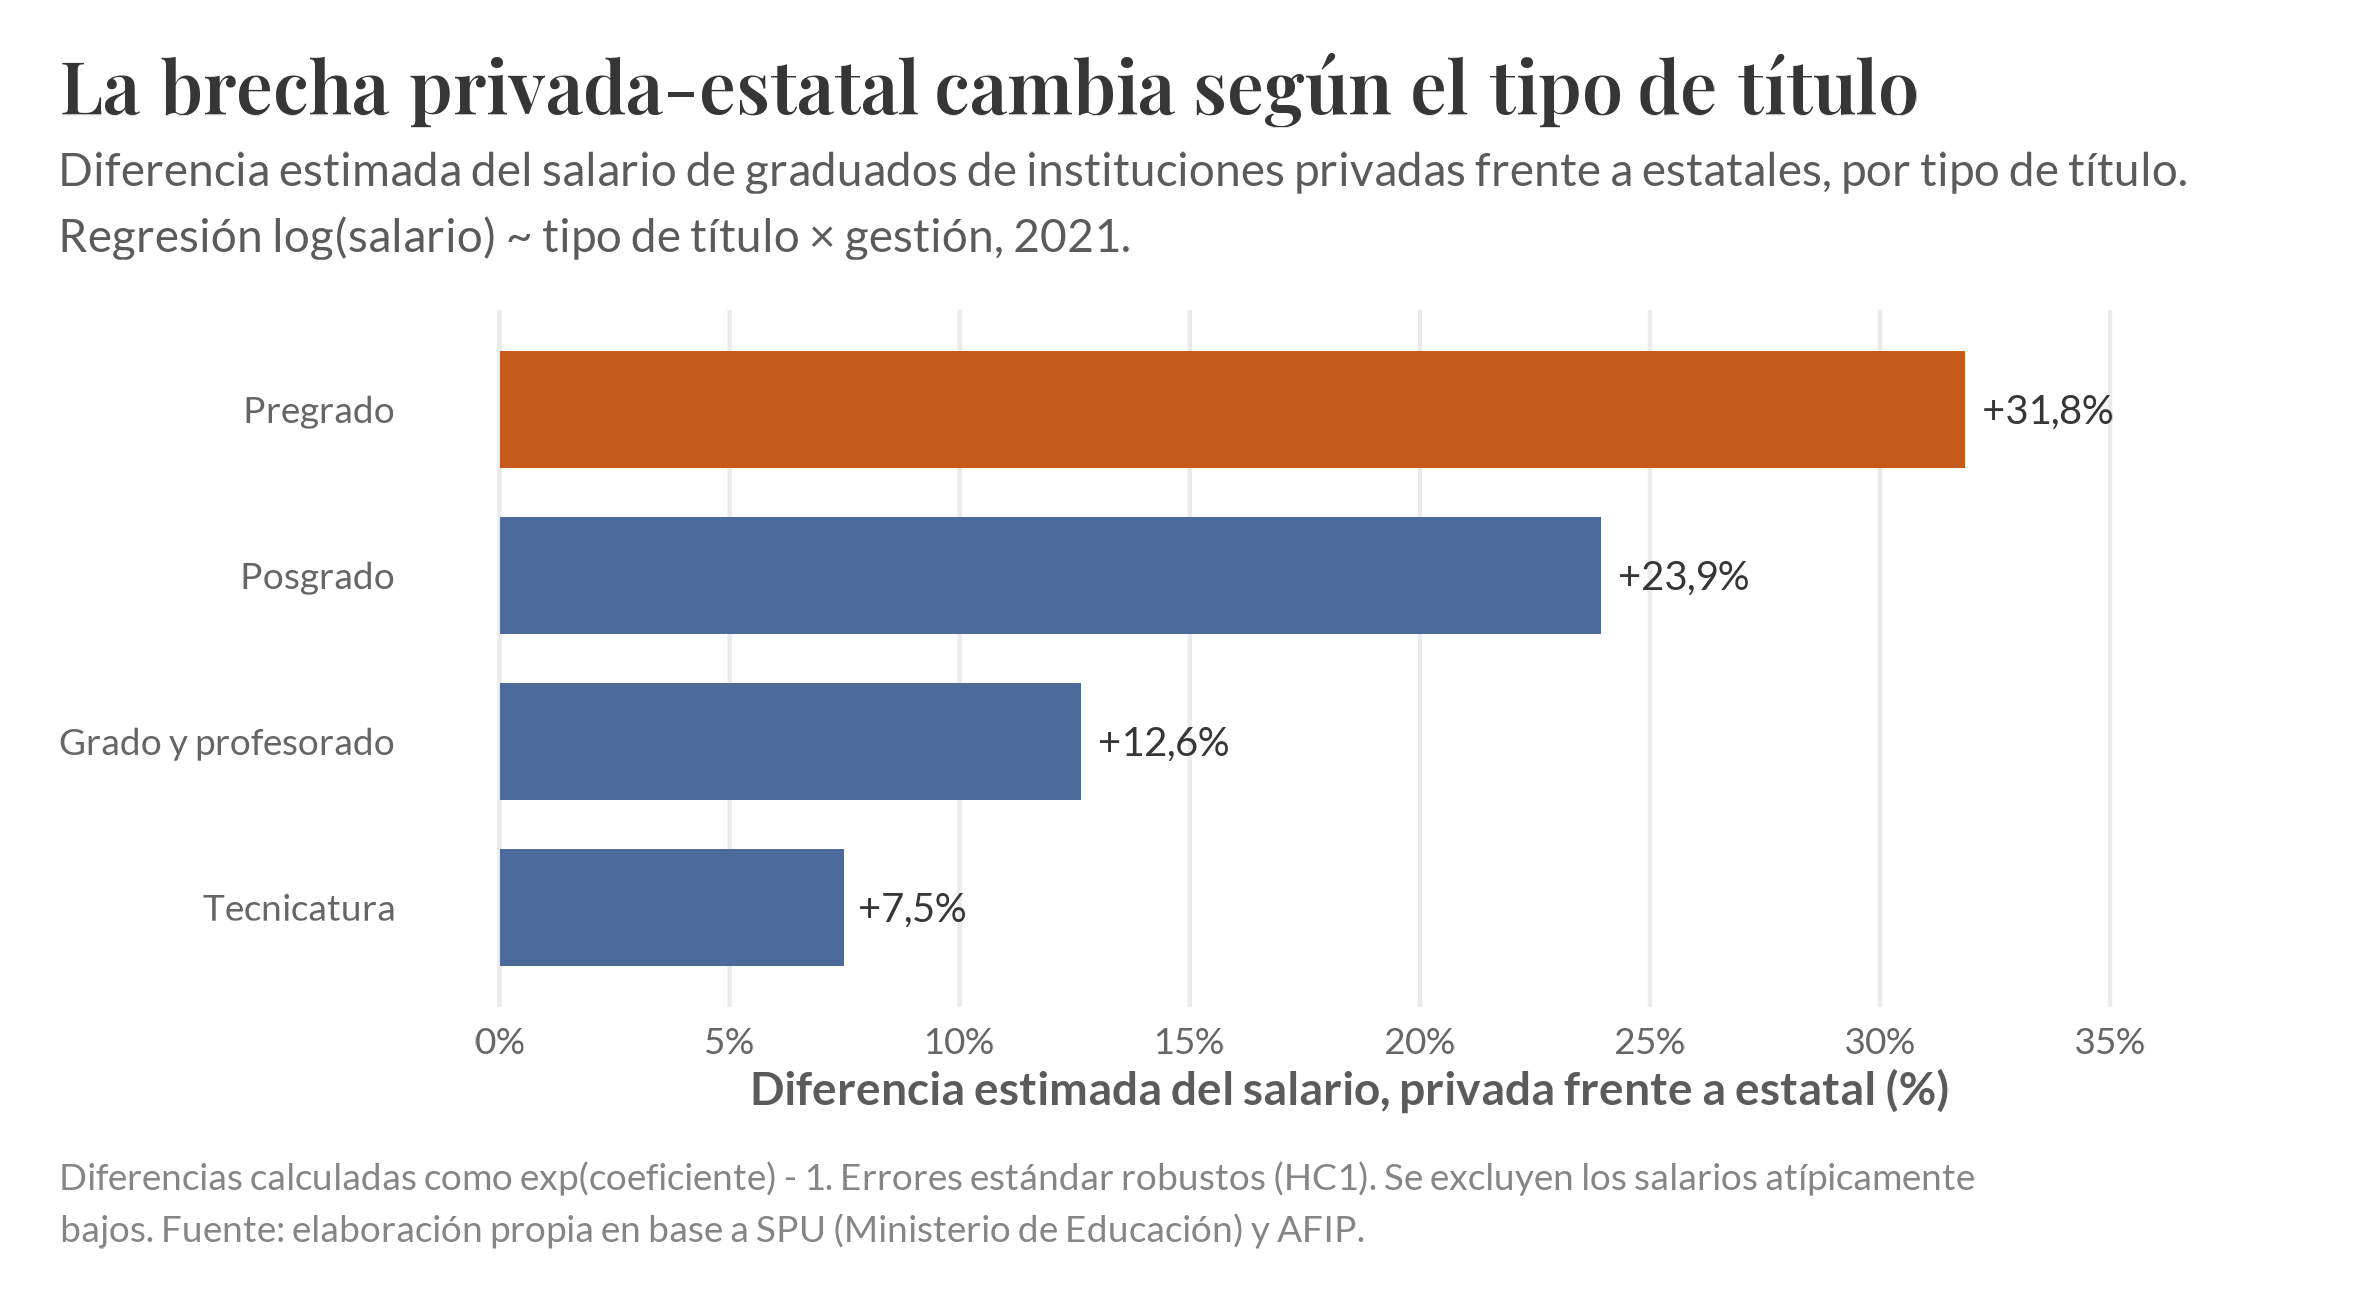 La brecha privada-estatal cambia según el tipo de título
Diferencia estimada del salario de graduados de instituciones privadas frente a estatales, por tipo de título.
Regresión log(salario) ~ tipo de título × gestión, 2021.
Pregrado
+31,8%
Posgrado
+23,9%
Grado y profesorado
+12,6%
Tecnicatura
+7,5%
0% 5% 10% 15% 20% 25% 30% 35%
Diferencia estimada del salario, privada frente a estatal (%)
Diferencias calculadas como exp(coeficiente) - 1. Errores estándar robustos (HC1). Se excluyen los salarios atípicamente
bajos. Fuente: elaboración propia en base a SPU (Ministerio de Educación) y AFIP.